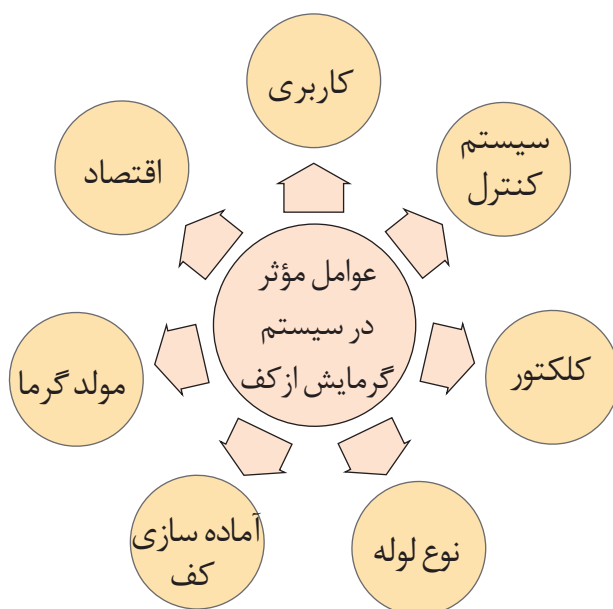 کاربری
سیستم
کنترل
کلکتور
نوع لوله
آماده سازی
کف
مولد گرما
اقتصاد
عوامل مؤثر
در سیستم
گرمایش از کف